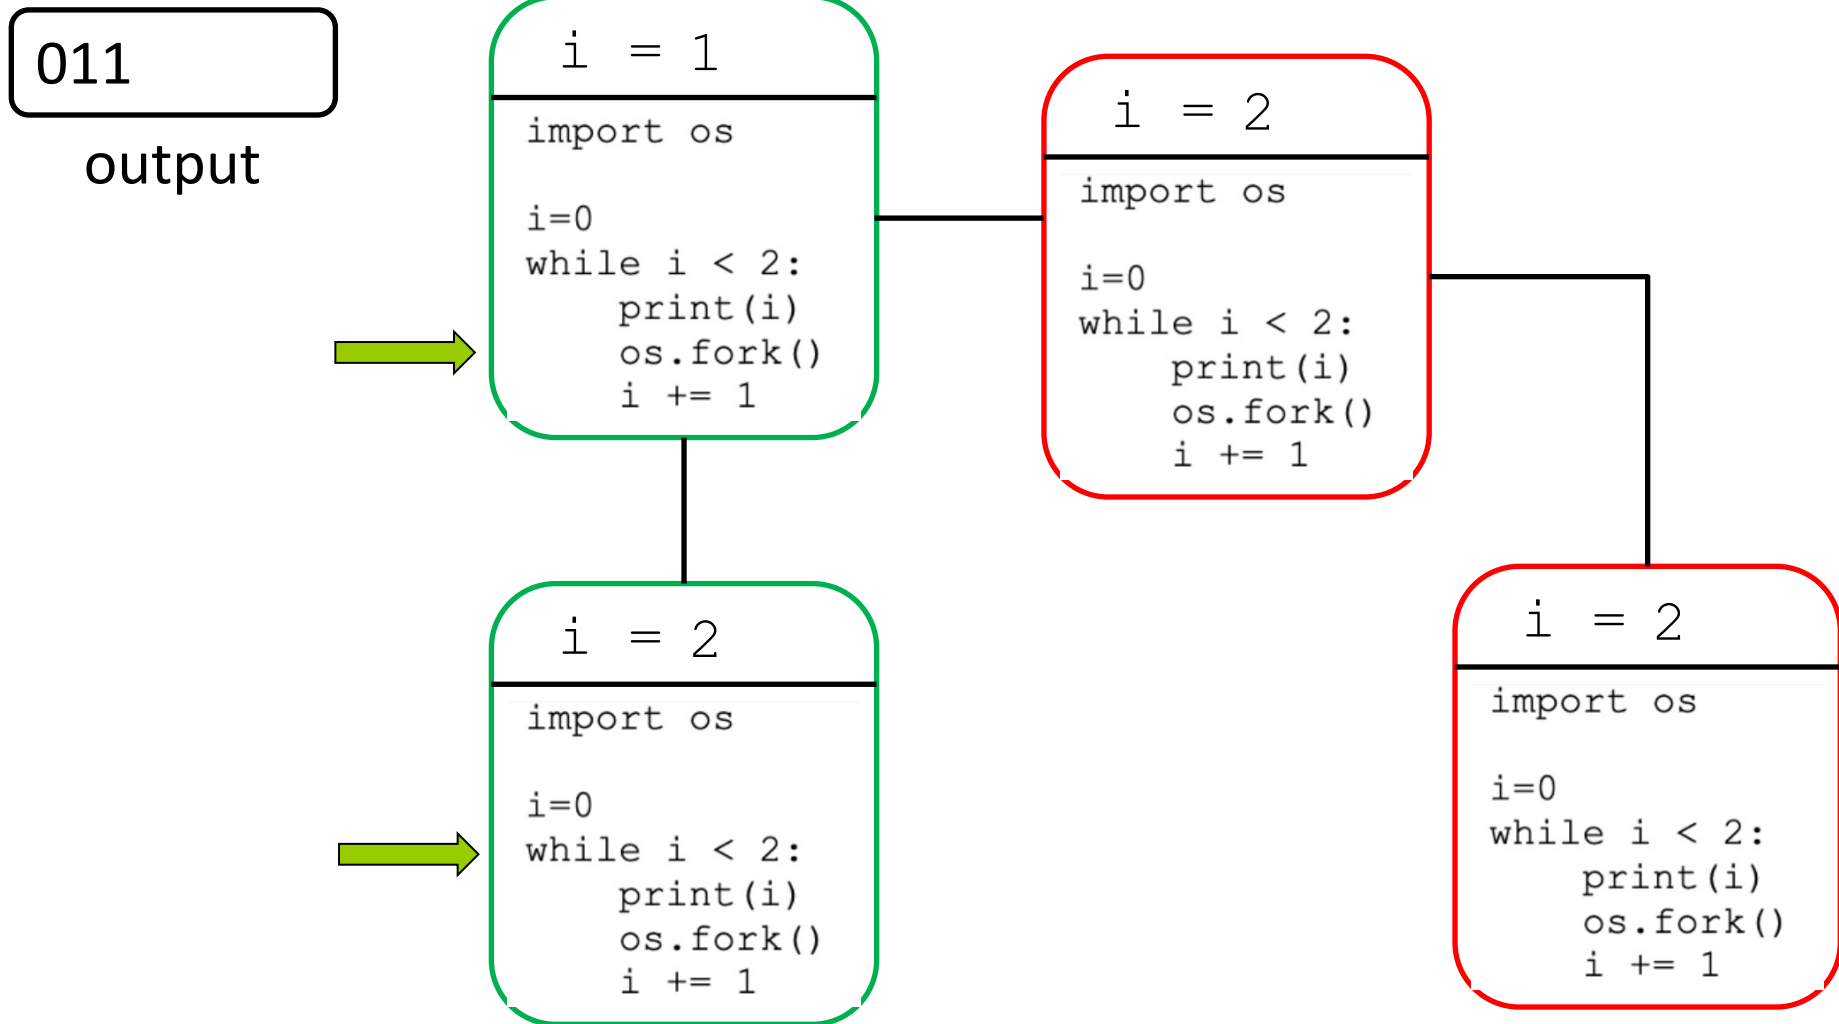 011
output
i = 1
import os
i=0
while i < 2:
print(i)
os.fork()
i += 1
i = 2
import os
i=0
while i < 2:
print(i)
os.fork()
i += 1
i = 2
import os
i=0
while i < 2:
print(i)
os.fork()
i += 1
i = 2
import os
i=0
while i < 2:
print(i)
os.fork()
i += 1